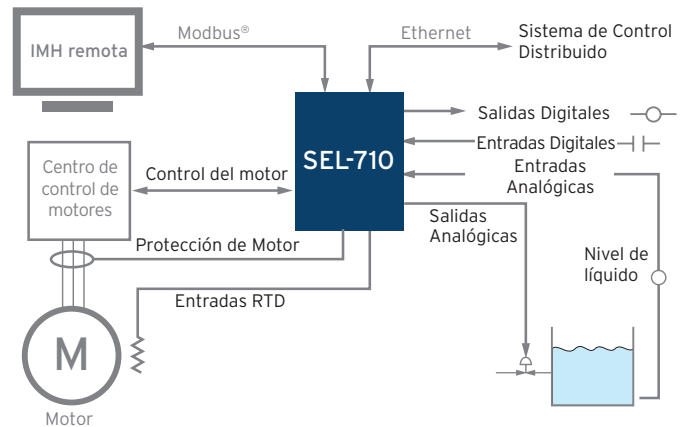 IMH remota
Modbus®
Ethernet
Sistema de Control
Distribuido
SEL-710
Salidas Digitales
Entradas Digitales
Entradas
Analógicas
Centro de
control de
motores
Control del motor
Salidas
Analógicas
Protección de Motor
Nivel de
líquido
Entradas RTD
M
Motor